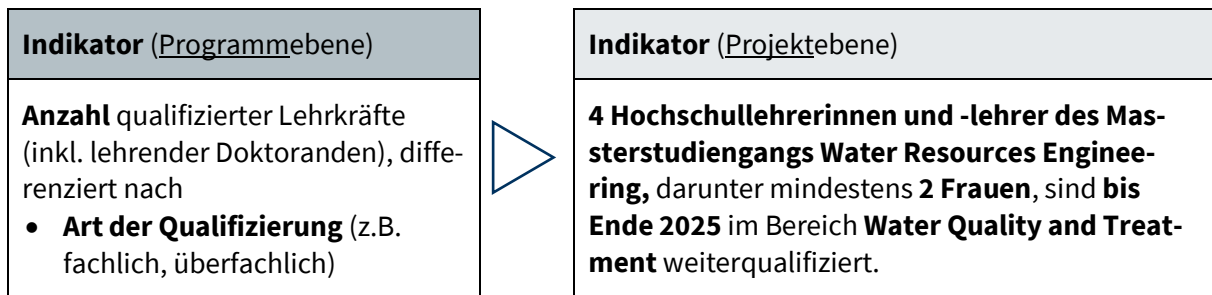 Indikator (Programmebene)
Anzahl qualifizierter Lehrkräfte
(inkl. lehrender Doktoranden), diffe-
renziert nach
• Art der Qualifizierung (z.B.
fachlich, überfachlich)
Indikator (Projektebene)
4 Hochschullehrerinnen und -lehrer des Mas-
terstudiengangs Water Resources Enginee-
ring, darunter mindestens 2 Frauen, sind bis
Ende 2025 im Bereich Water Quality and Treat-
ment weiterqualifiziert.